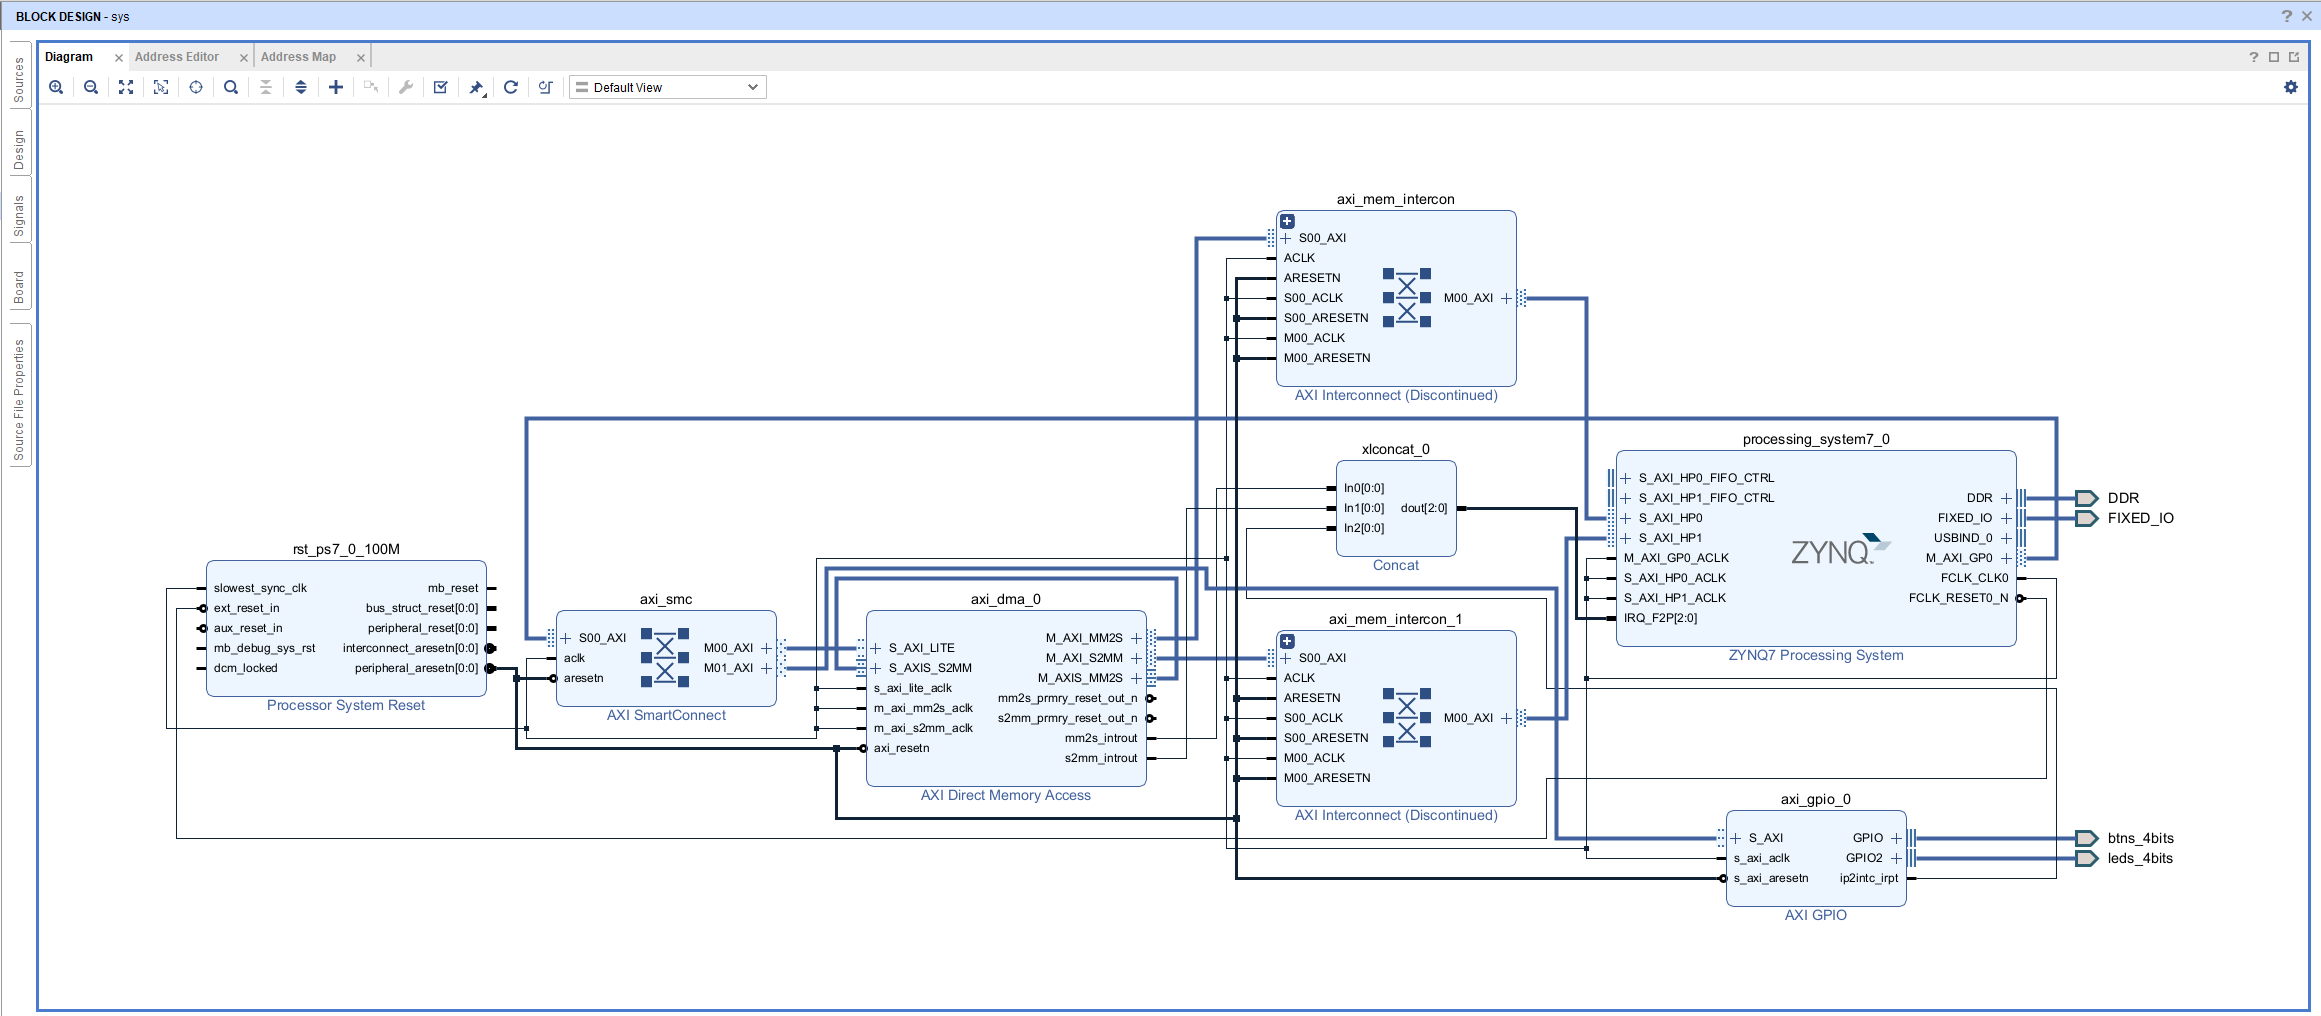 BLOCK DESIGN - sys
Sources
Design
Signals
Board
Source File Properties
Diagram
Address Editor
Address Map
Default View
axi_mem_intercon
S00_AXI
ACLK
ARESETN
S00_ACLK
S00_ARESETN
M00_ACLK
M00_ARESETN
M00_AXI
AXI Interconnect (Discontinued)
xlconcat_0
In0[0:0]
In1[0:0]
In2[0:0]
dout[2:0]
Concat
processing_system7_0
S_AXI_HP0_FIFO_CTRL
S_AXI_HP1_FIFO_CTRL
S_AXI_HP0
S_AXI_HP1
M_AXI_GP0_ACLK
S_AXI_HP0_ACLK
S_AXI_HP1_ACLK
IRQ_F2P[2:0]
ZYNQ
DDR
FIXED_IO
USBIND_0
M_AXI_GP0
FCLK_CLK0
FCLK_RESET0_N
ZYNQ7 Processing System
DDR
FIXED_IO
rst_ps7_0_100M
slowest_sync_clk
ext_reset_in
aux_reset_in
mb_debug_sys_rst
dcm_locked
mb_reset
bus_struct_reset[0:0]
peripheral_reset[0:0]
interconnect_aresetn[0:0]
peripheral_aresetn[0:0]
Processor System Reset
axi_smc
S00_AXI
aclk
aresetn
M00_AXI
M01_AXI
AXI SmartConnect
axi_dma_0
S_AXI_LITE
S_AXIS_S2MM
s_axi_lite_aclk
m_axi_mm2s_aclk
m_axi_s2mm_aclk
axi_resetn
M_AXI_MM2S
M_AXI_S2MM
M_AXIS_MM2S
mm2s_prmry_reset_out_n
s2mm_prmry_reset_out_n
mm2s_introut
s2mm_introut
AXI Direct Memory Access
axi_mem_intercon_1
S00_AXI
ACLK
ARESETN
S00_ACLK
S00_ARESETN
M00_ACLK
M00_ARESETN
M00_AXI
AXI Interconnect (Discontinued)
axi_gpio_0
S_AXI
s_axi_aclk
s_axi_aresetn
GPIO
GPIO2
ip2intc_irpt
AXI GPIO
btns_4bits
leds_4bits